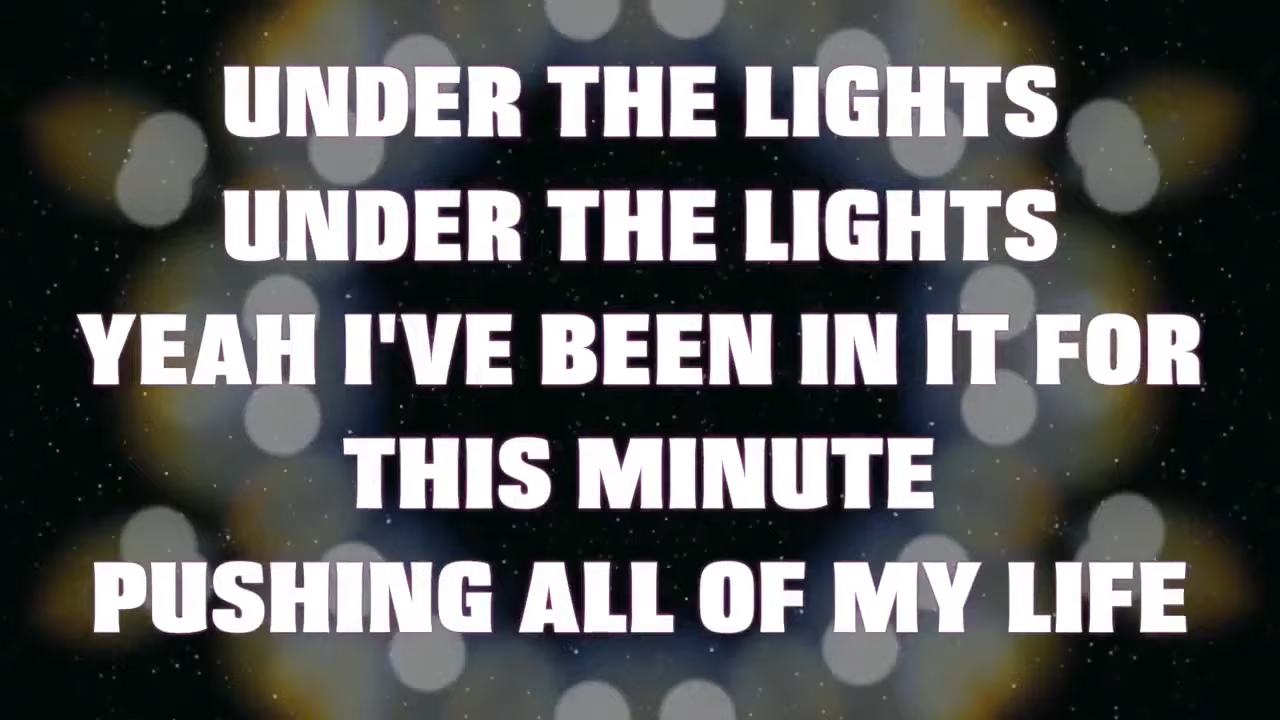 UNDER THE LIGHTS
UNDER THE LIGHTS
YEAH I'VE BEEN IN IT FOR
THIS MINUTE
PUSHING ALL OF MY LIFE